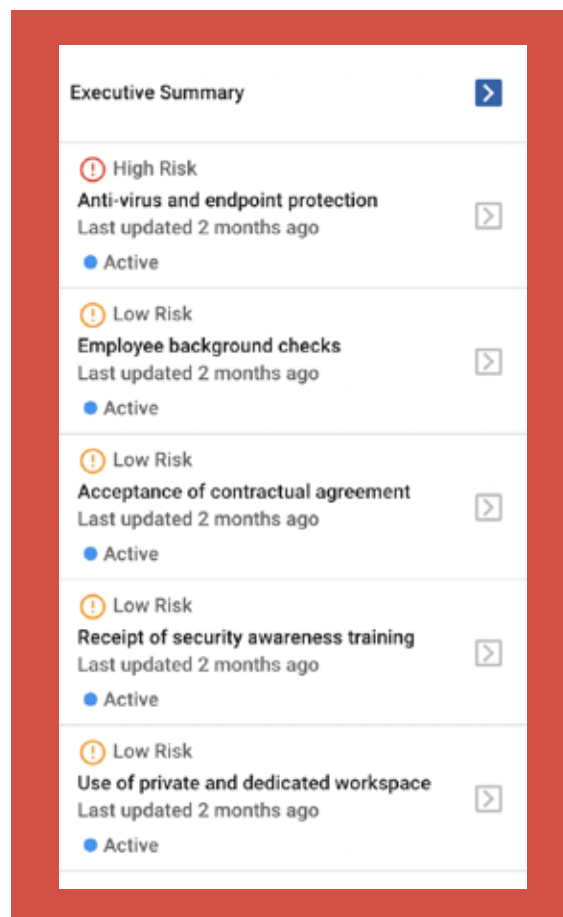 Executive Summary
High Risk
Anti-virus and endpoint protection
Last updated 2 months ago
Active
Low Risk
Employee background checks
Last updated 2 months ago
Active
Low Risk
Acceptance of contractual agreement
Last updated 2 months ago
Active
Low Risk
Receipt of security awareness training
Last updated 2 months ago
Active
Low Risk
Use of private and dedicated workspace
Last updated 2 months ago
Active